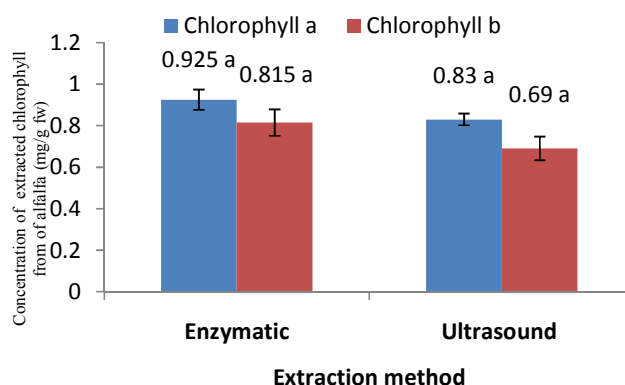 Chlorophyll a Chlorophyll b
Concentration of extracted chlorophyll
from of alfalfa (mg/g fw)
1.2
1
0.8
0.6
0.4
0.2
0
0.925 a
0.815 a
0.83 a
0.69 a
Enzymatic Ultrasound
Extraction method